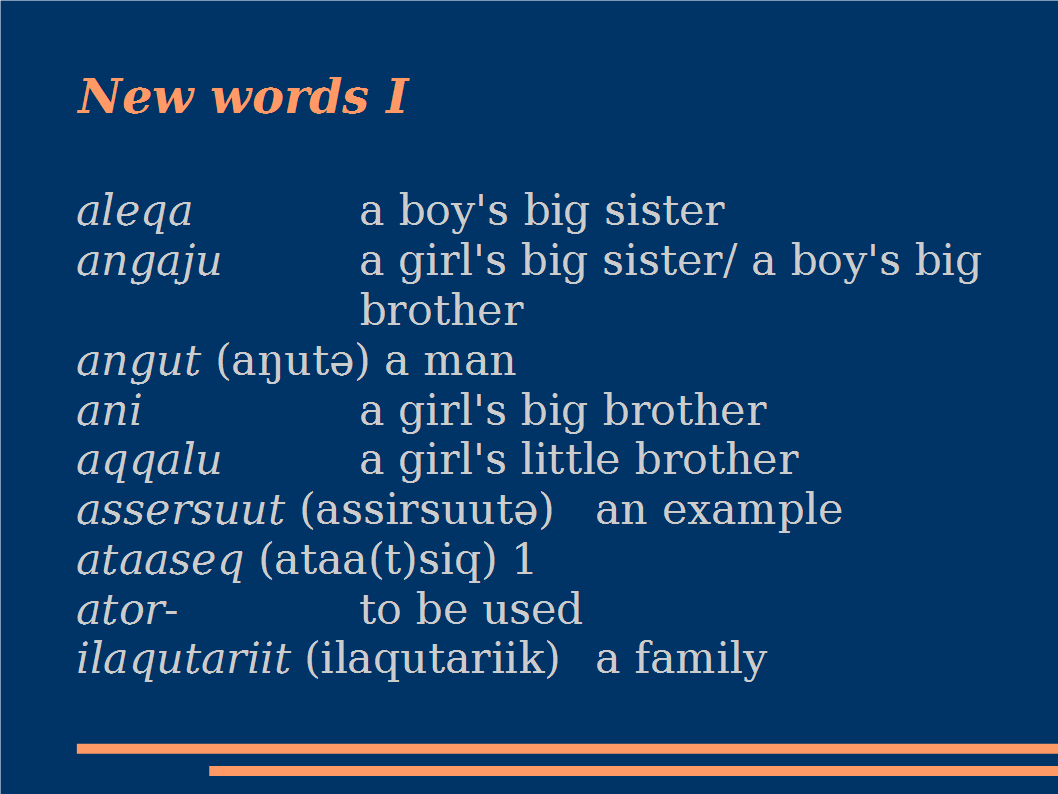 New words I
aleqa a boy's big sister
angaju a girl's big sister/ a boy's big
brother
angut (aŋutə) a man
ani a girl's big brother
aqqalu a girl's little brother
assersuut (assirsuutə) an example
ataaseq (ataa(t)siq) 1
ator- to be used
ilaqutariit (ilaqutariik) a family